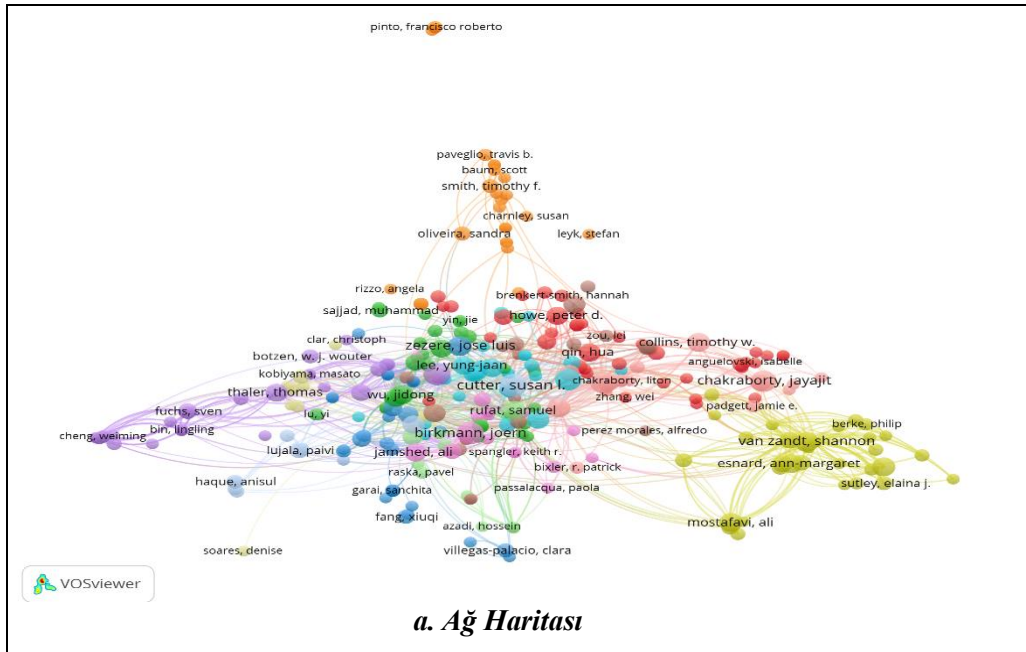 pinto, francisco roberto
paveglio, travis b.
baum, scott
smith, timothy f.
charnley, susan
oliveira, sandra
leyk, stefan
rizzo, angela
brenkert-smith, hannah
sajjad, muhammad
howe, peter d.
yin, jie
zou, lei
clar, christoph
zezere, jose luis
collins, timothy w.
botzen, w. j. wouter
qin, hua
anguelovski, isabelle
lee, yung-jaan
kobiyama, masato
cutter, susan l.
chakraborty, liton
chakraborty, jayajit
thaler, thomas
wu, jidong
zhang, wei
fuchs, sven
lu, yi
rufat, samuel
padgett, jamie e.
cheng, weiming
bin, lingling
birkmann, joern
perez morales, alfredo
berke, philip
lujala, paivi
jamshed, ali
spangler, keith r.
van zandt, shannon
raska, pavel
bixler, r. patrick
esnard, ann-margaret
haque, anisul
garai, sanchita
passalacqua, paola
sutley, elaina j.
fang, xiuqi
azadi, hossein
mostafavi, ali
soares, denise
villegas-palacio, clara
VOSviewer
a. Ağ Haritası